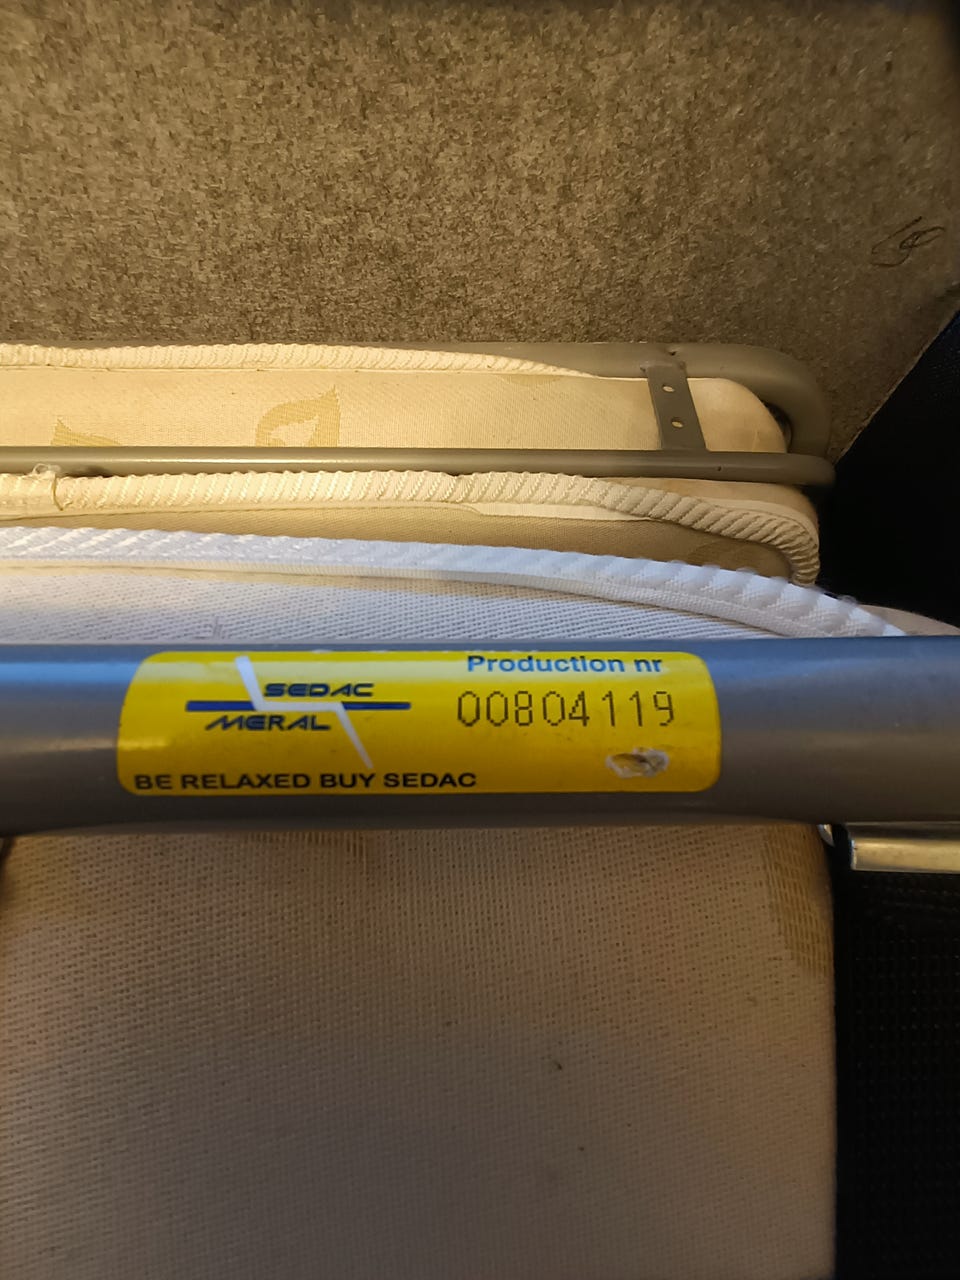 SEDAC
MERAL
Production nr
00804119
BE RELAXED BUY SEDAC